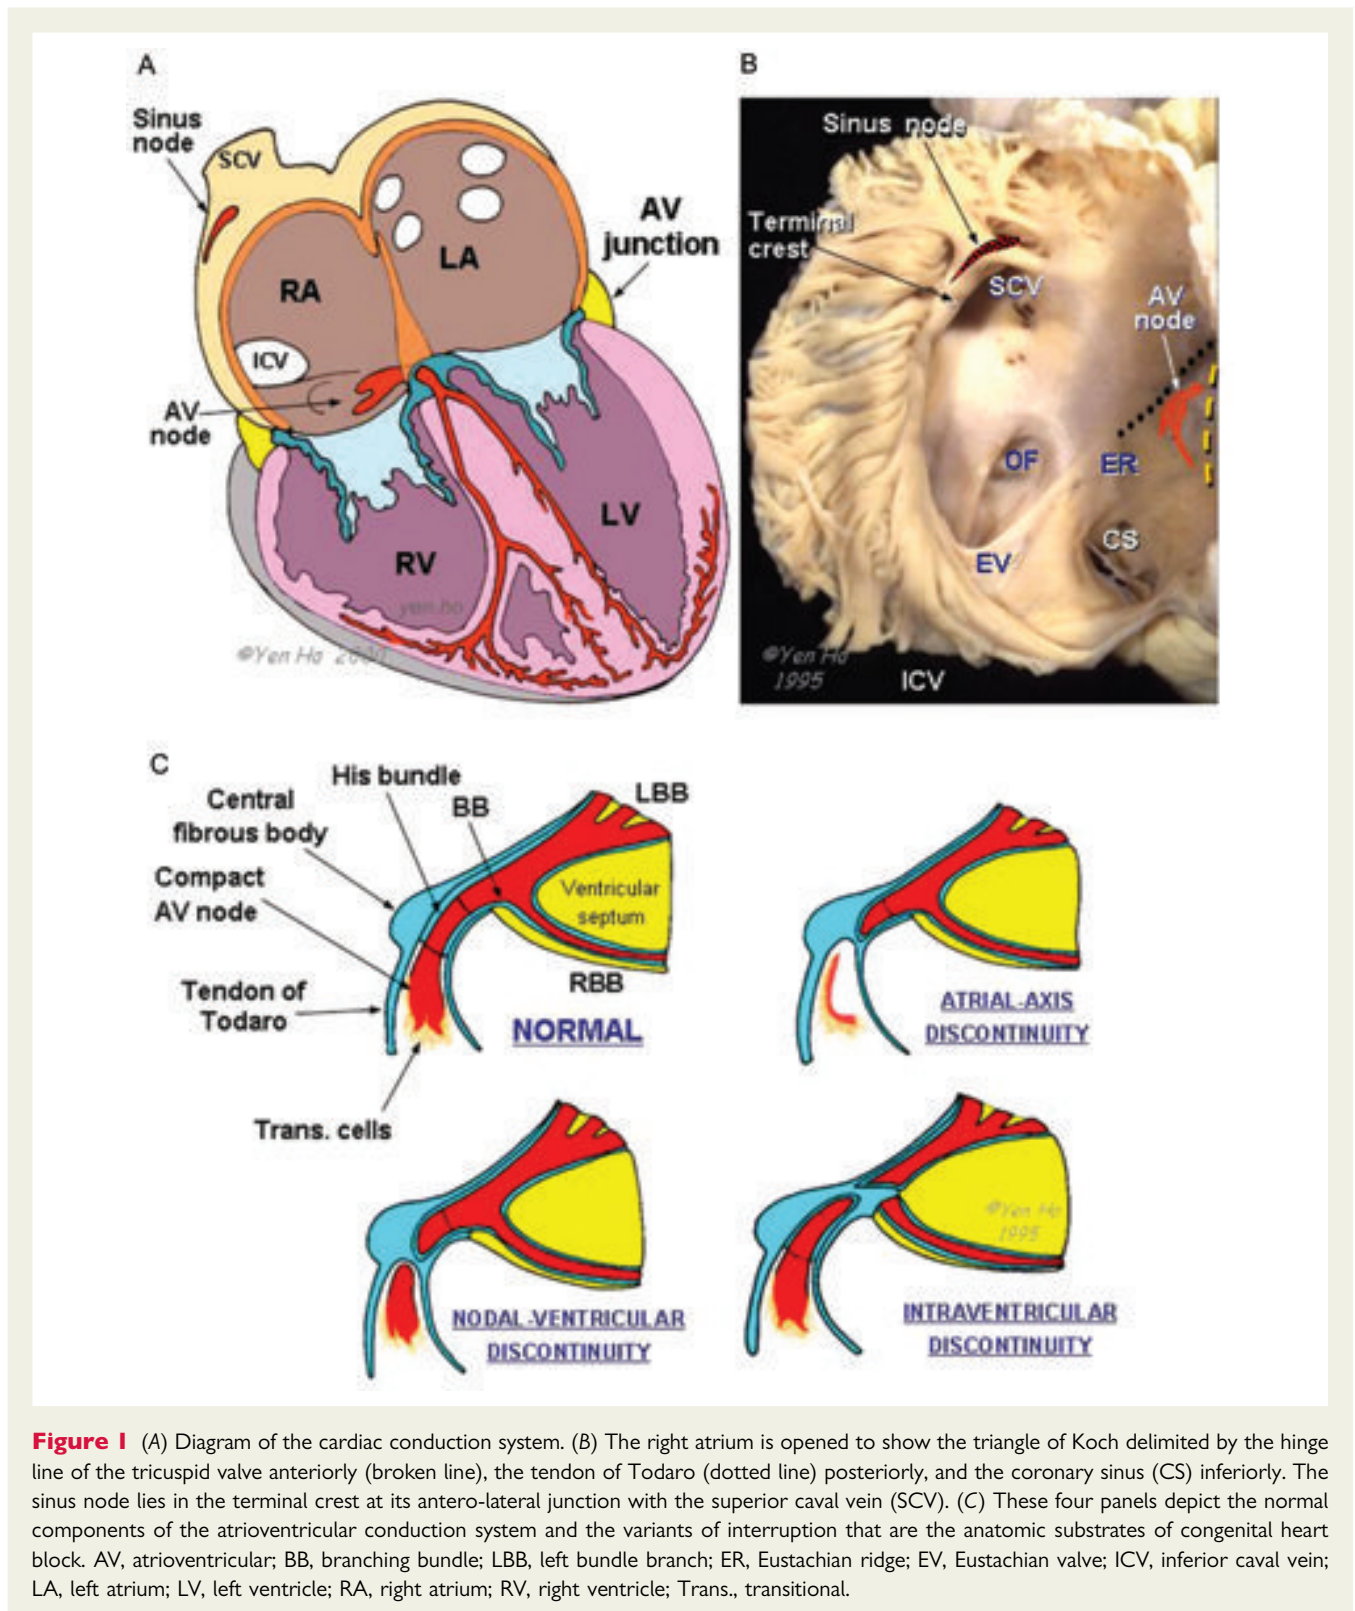 A
Sinus
node
SCV
AV
junction
LA
RA
ICV
AV
node
LV
RV
yen.ho
©Yen Ho 2000
B
Sinus node
Terminal
crest
SCV
AV
node
OF
ER
CS
EV
©Yen Ho
1995
ICV
C
His bundle
Central
fibrous body
BB
LBB
Compact
AV node
Ventricular
septum
Tendon of
Todaro
RBB
NORMAL
Trans. cells
ATRIAL-AXIS
DISCONTINUITY
NODAL-VENTRICULAR
DISCONTINUITY
©Yen Ho
1995
INTRAVENTRICULAR
DISCONTINUITY
Figure 1 (A) Diagram of the cardiac conduction system. (B) The right atrium is opened to show the triangle of Koch delimited by the hinge
line of the tricuspid valve anteriorly (broken line), the tendon of Todaro (dotted line) posteriorly, and the coronary sinus (CS) inferiorly. The
sinus node lies in the terminal crest at its antero-lateral junction with the superior caval vein (SCV). (C) These four panels depict the normal
components of the atrioventricular conduction system and the variants of interruption that are the anatomic substrates of congenital heart
block. AV, atrioventricular; BB, branching bundle; LBB, left bundle branch; ER, Eustachian ridge; EV, Eustachian valve; ICV, inferior caval vein;
LA, left atrium; LV, left ventricle; RA, right atrium; RV, right ventricle; Trans., transitional.